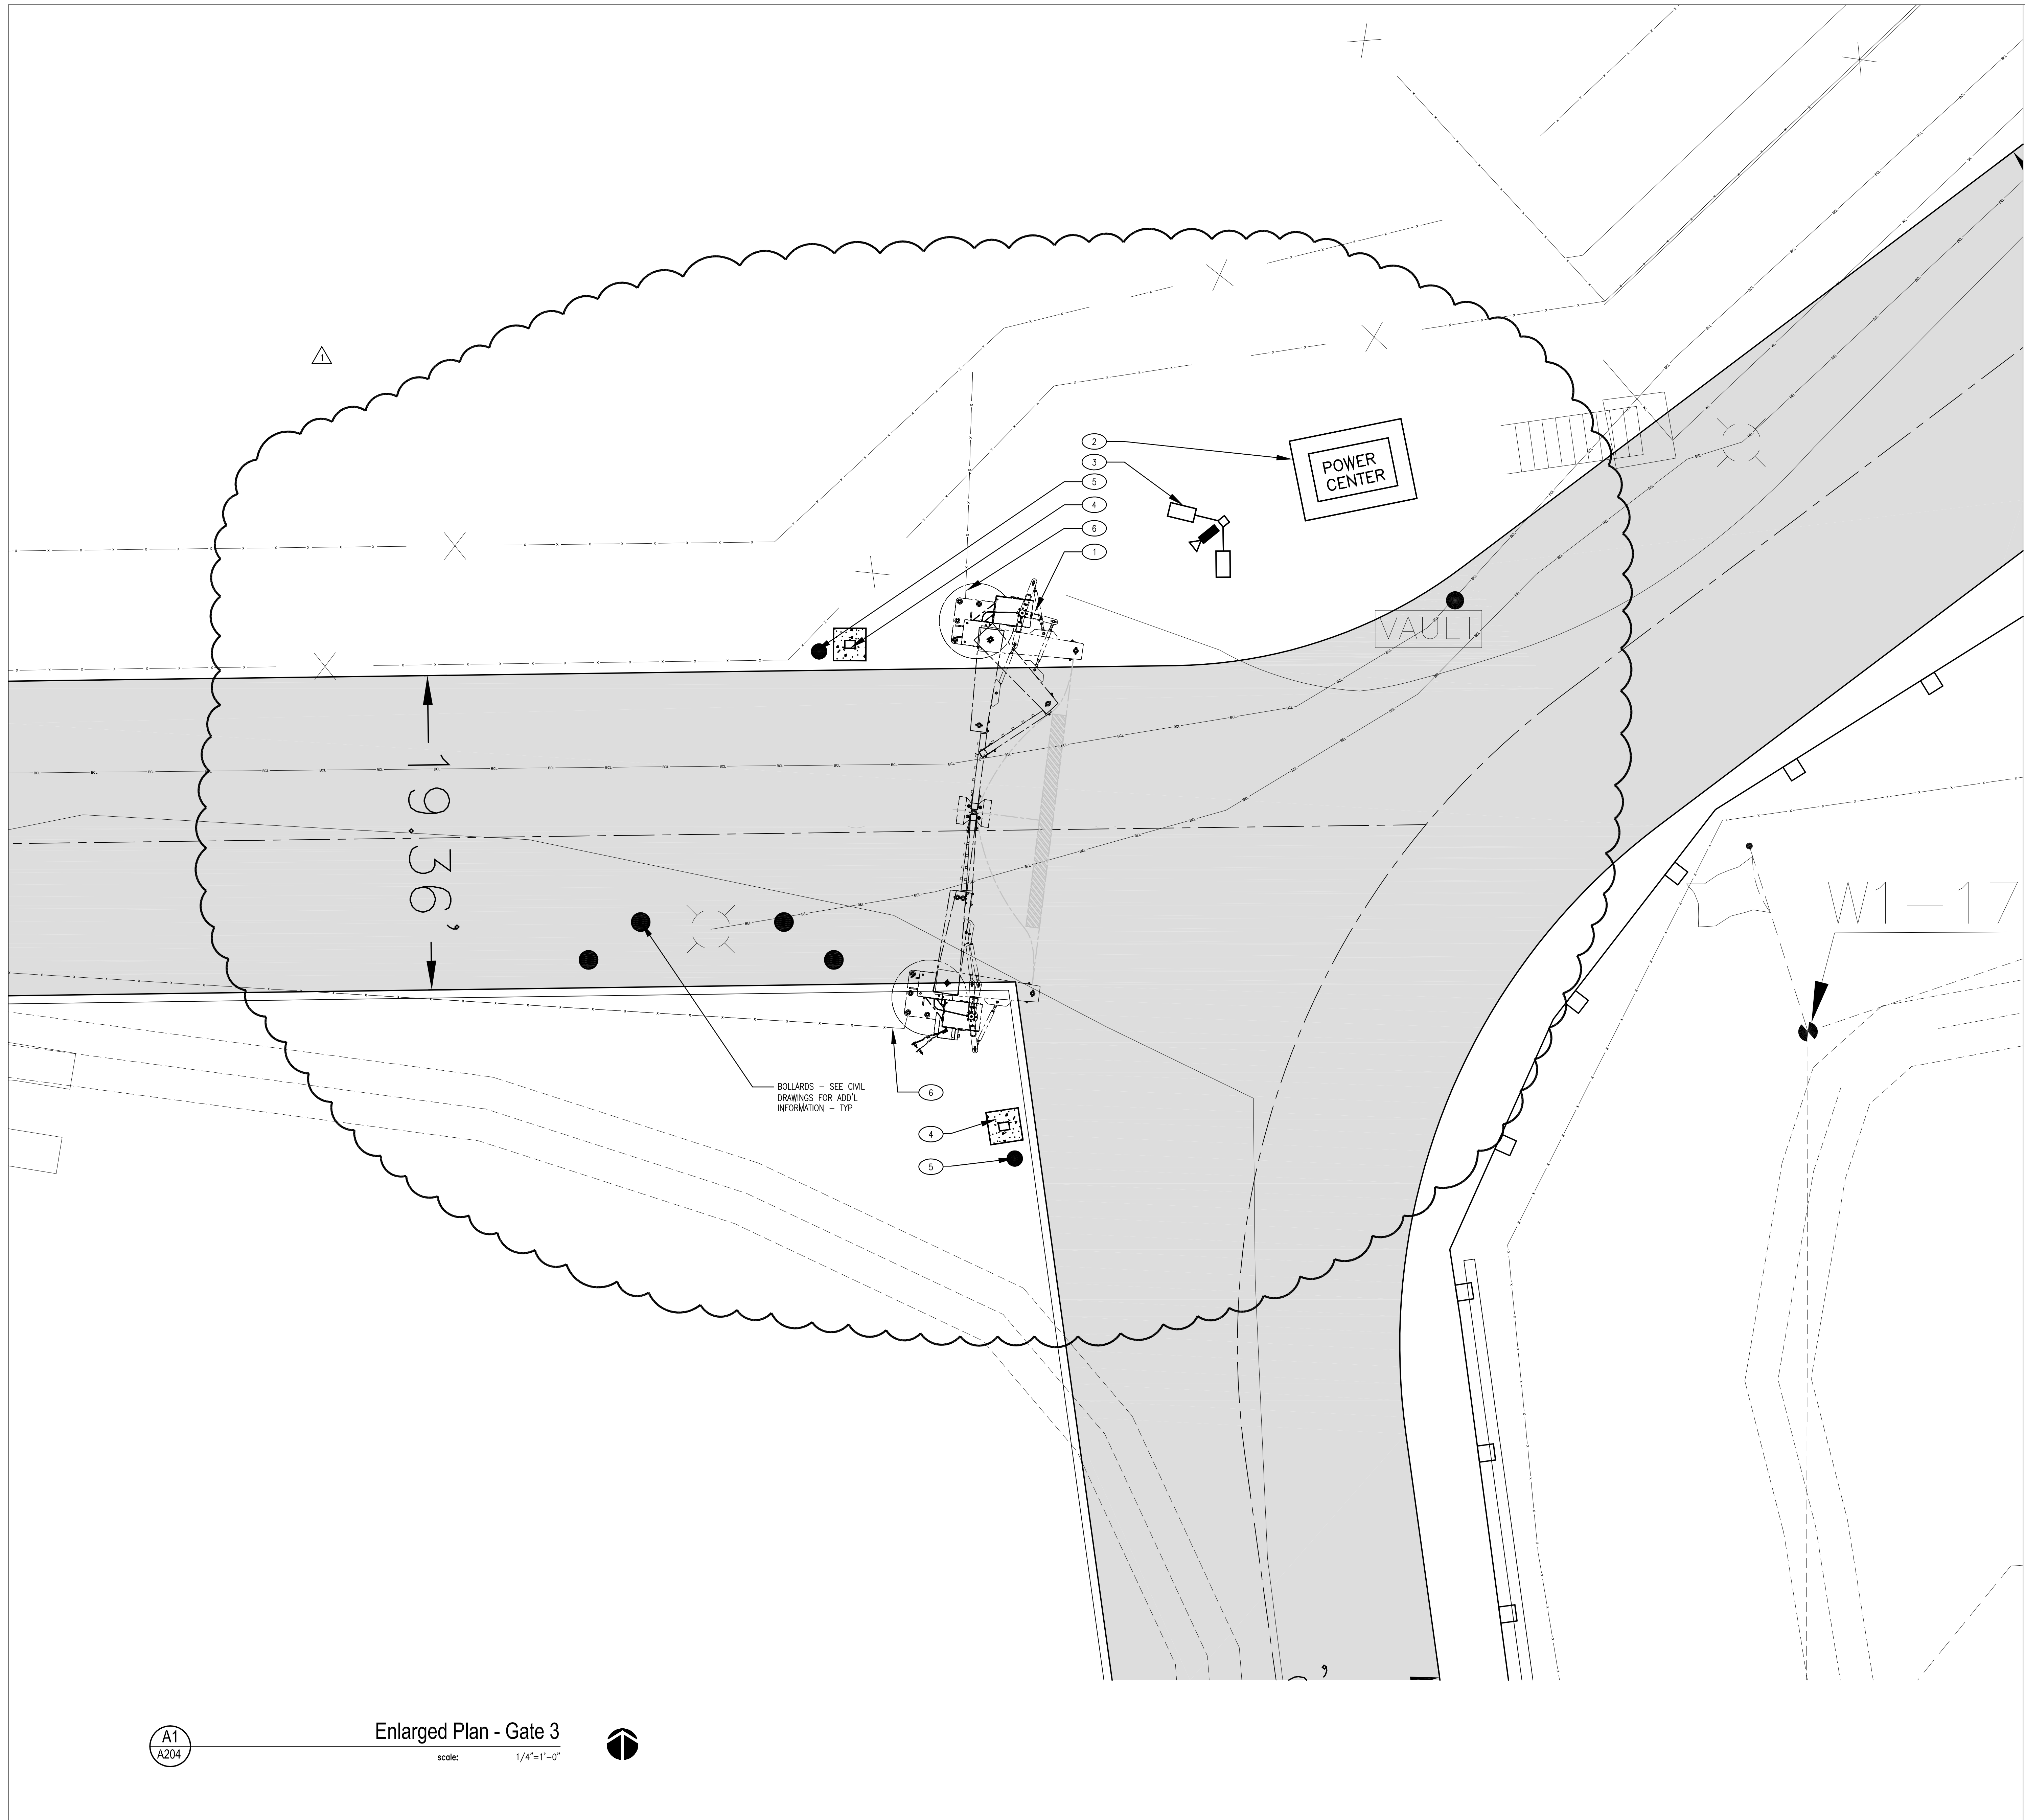 1
2
POWER
CENTER
3
5
4
6
1
VAULT
19.36'
W1-17
BOLLARDS - SEE CIVIL
DRAWINGS FOR ADD'L
INFORMATION - TYP
6
4
5
A1
A204
Enlarged Plan - Gate 3
scale: 1/4"=1'-0"